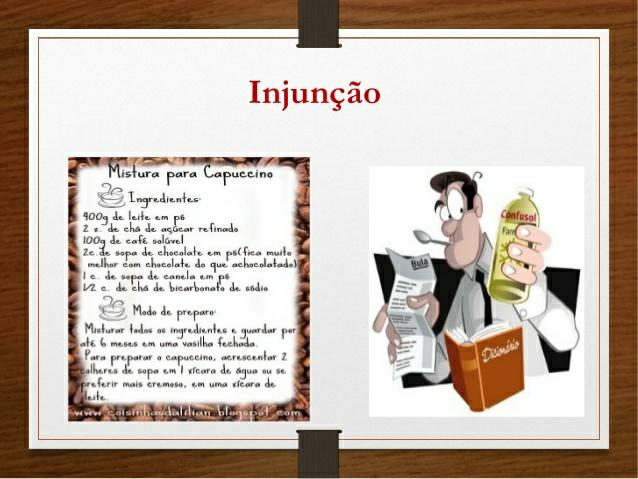 Injunção
Mistura para Capuccino
Ingredientes:
400g de leite em pó
2 x. de chá de açúcar refinado
100g de café solúvel
2c.de sopa de chocolate em pó(fica muito
melhor com chocolate do que achocolatado)
1 c. de sopa de canela em pó
1/2 c. de chá de bicarbonato de sódio
Modo de preparo:
Misturar todos os ingredientes e guardar por
até 6 meses em uma vasilha fechada.
Para preparar o capuccino, acrescentar 2
colheres de sopa em 1 xícara de água ou se
preferir mais cremoso, em uma xícara de
leite.
www.coisinhasdalilian.blogspot.com
Confusol
Bula
Dicionário